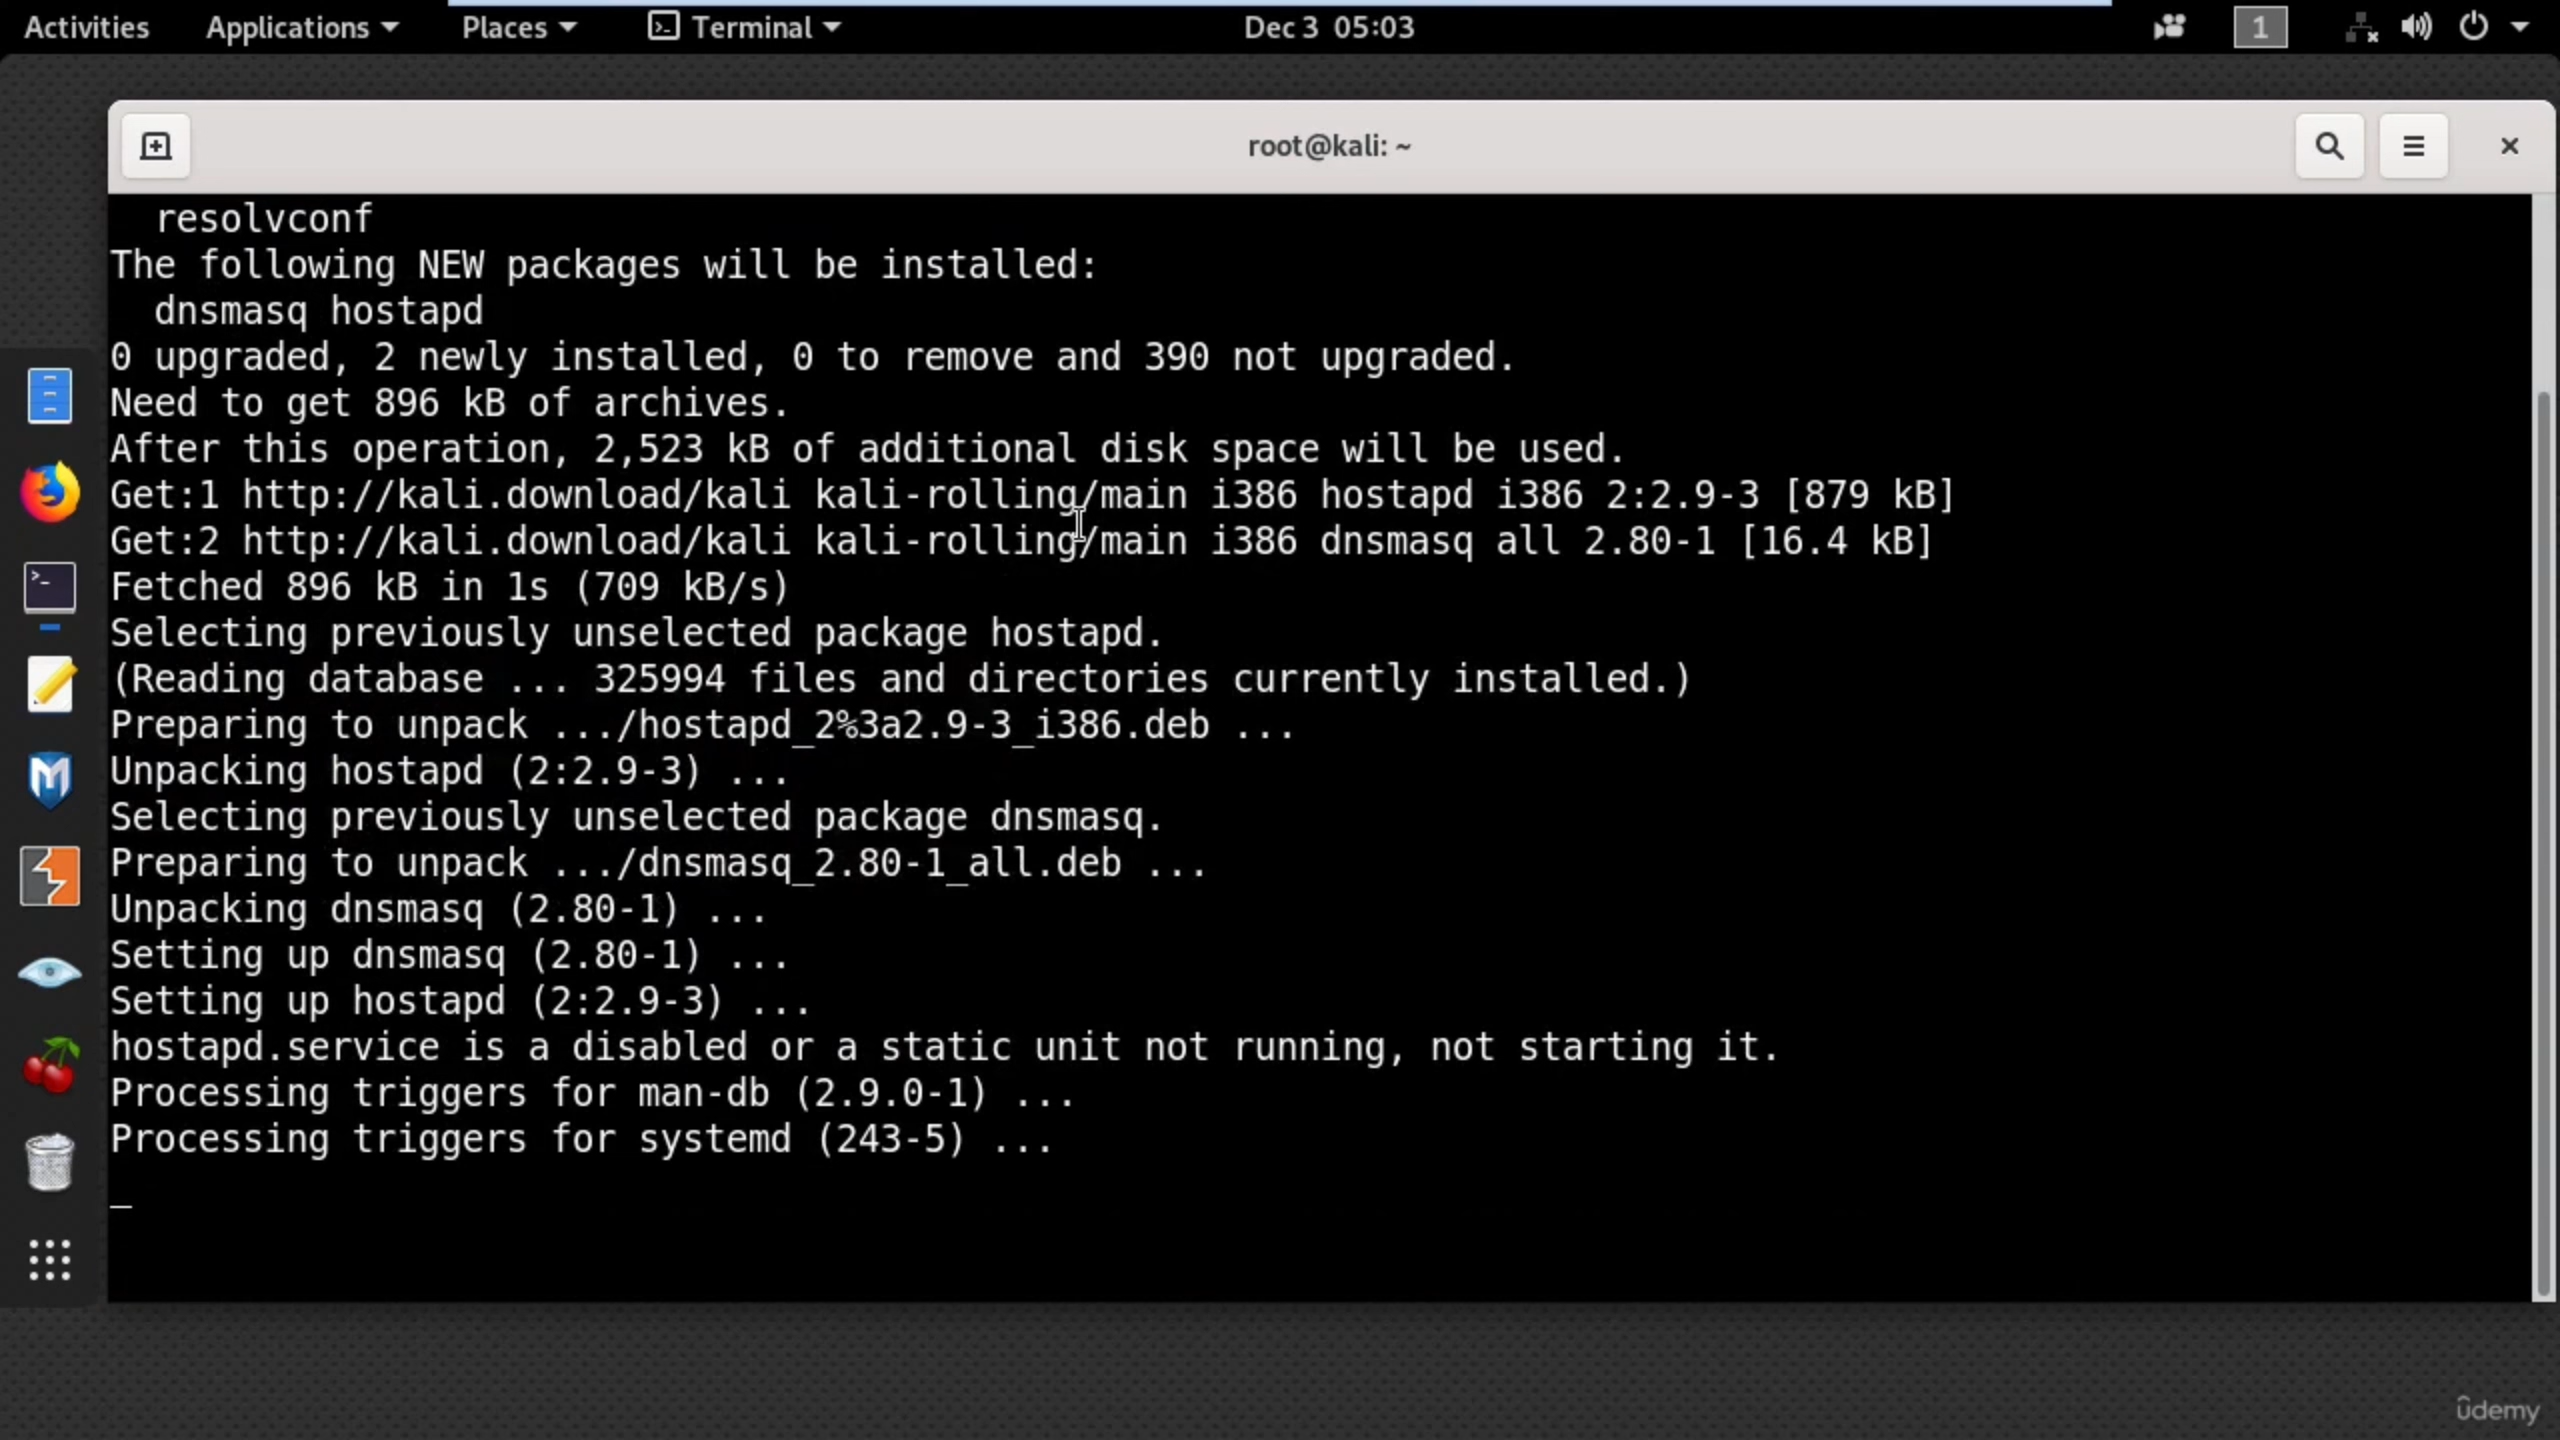 Activities Applications Places Terminal Dec 3 05:03 1
root@kali: ~
resolvconf
The following NEW packages will be installed:
dnsmasq hostapd
0 upgraded, 2 newly installed, 0 to remove and 390 not upgraded.
Need to get 896 kB of archives.
After this operation, 2,523 kB of additional disk space will be used.
Get:1 http://kali.download/kali kali-rolling/main i386 hostapd i386 2:2.9-3 [879 kB]
Get:2 http://kali.download/kali kali-rolling/main i386 dnsmasq all 2.80-1 [16.4 kB]
Fetched 896 kB in 1s (709 kB/s)
Selecting previously unselected package hostapd.
(Reading database ... 325994 files and directories currently installed.)
Preparing to unpack .../hostapd_2%3a2.9-3_i386.deb ...
Unpacking hostapd (2:2.9-3) ...
Selecting previously unselected package dnsmasq.
Preparing to unpack .../dnsmasq_2.80-1_all.deb ...
Unpacking dnsmasq (2.80-1) ...
Setting up dnsmasq (2.80-1) ...
Setting up hostapd (2:2.9-3) ...
hostapd.service is a disabled or a static unit not running, not starting it.
Processing triggers for man-db (2.9.0-1) ...
Processing triggers for systemd (243-5) ...
ûdemy